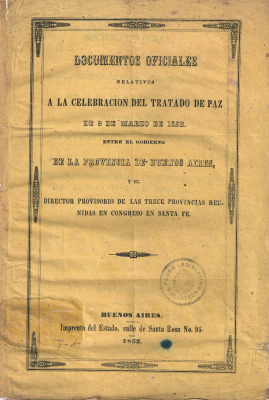 DOCUMENTOS OFICIALES
RELATIVOS
A LA CELEBRACION DEL TRATADO DE PAZ
DE 9 DE MARZO DE 1853.
ENTRE EL GOBIERNO
DE LA PROVINCIA DE BUENOS AIRES,
Y EL
DIRECTOR PROVISORIO DE LAS TRECE PROVINCIAS REU-
NIDAS EN CONGRESO EN SANTA FE.
BUENOS AIRES.
Imprenta del Estado, calle de Santa Rosa No. 95
1853.